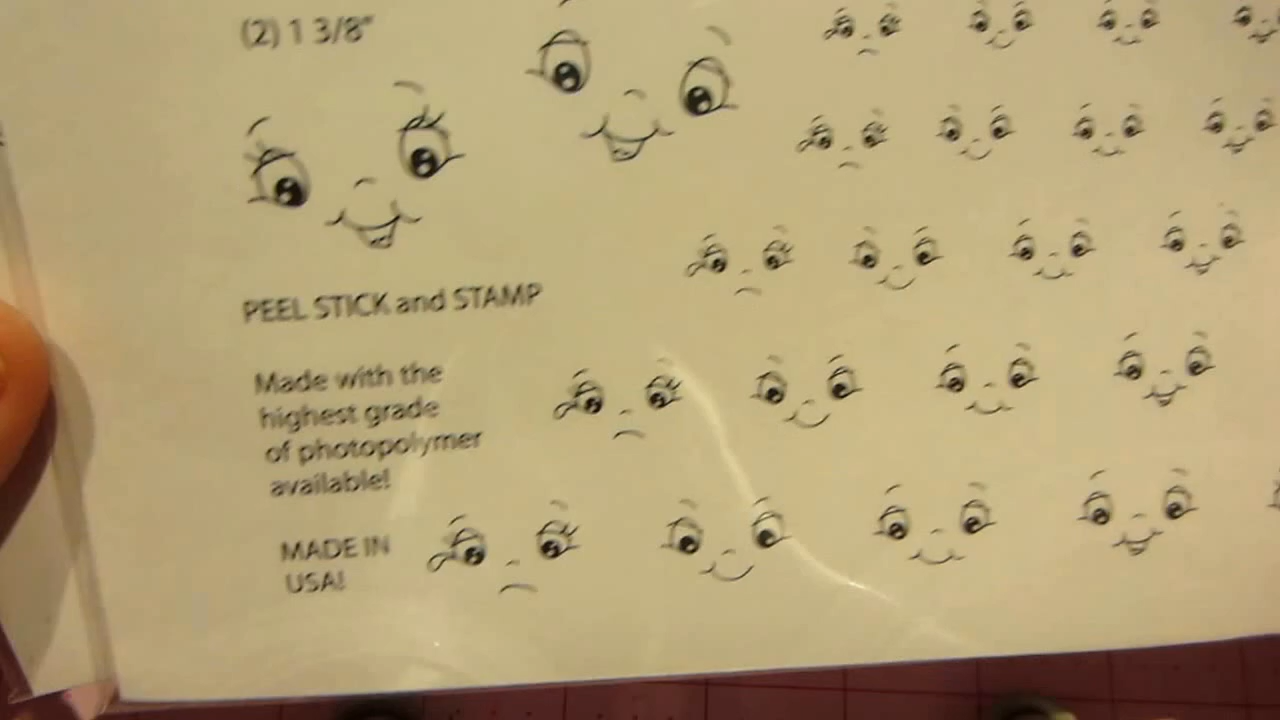 (2) 1 3/8"
PEEL STICK and STAMP
Made with the
highest grade
of photopolymer
available!
MADE IN
USA!